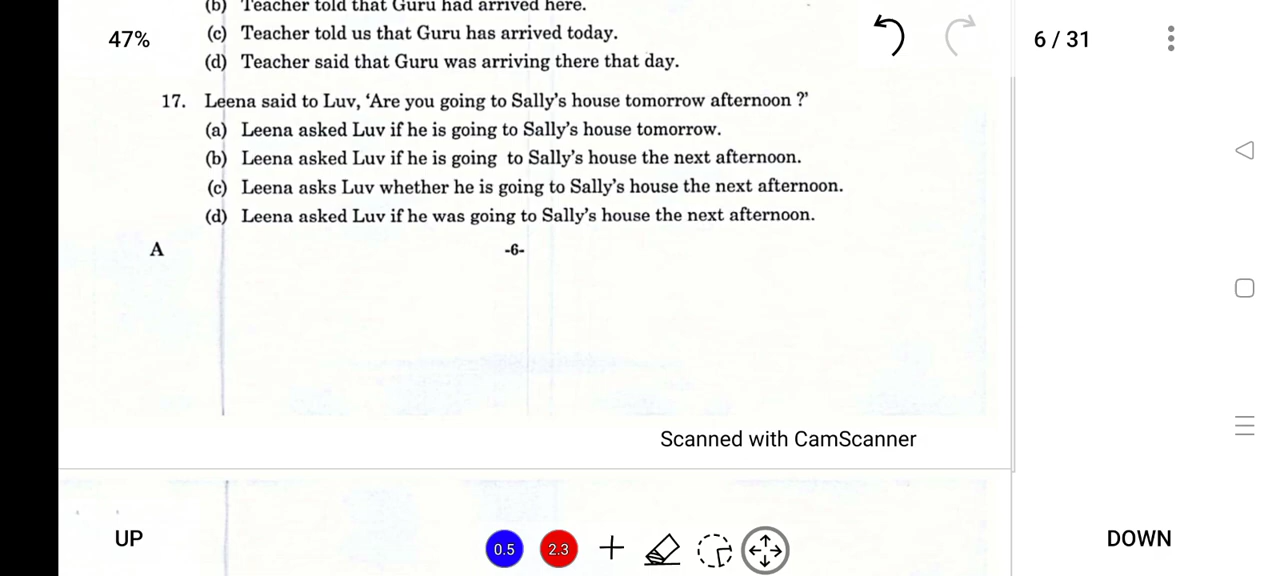 (b) Teacher told that Guru had arrived here.
47%
(c) Teacher told us that Guru has arrived today.
6 / 31
(d) Teacher said that Guru was arriving there that day.
17. Leena said to Luv, ‘Are you going to Sally’s house tomorrow afternoon ?’
(a) Leena asked Luv if he is going to Sally’s house tomorrow.
(b) Leena asked Luv if he is going to Sally’s house the next afternoon.
(c) Leena asks Luv whether he is going to Sally’s house the next afternoon.
(d) Leena asked Luv if he was going to Sally’s house the next afternoon.
A
-6-
Scanned with CamScanner
UP
0.5
2.3
DOWN